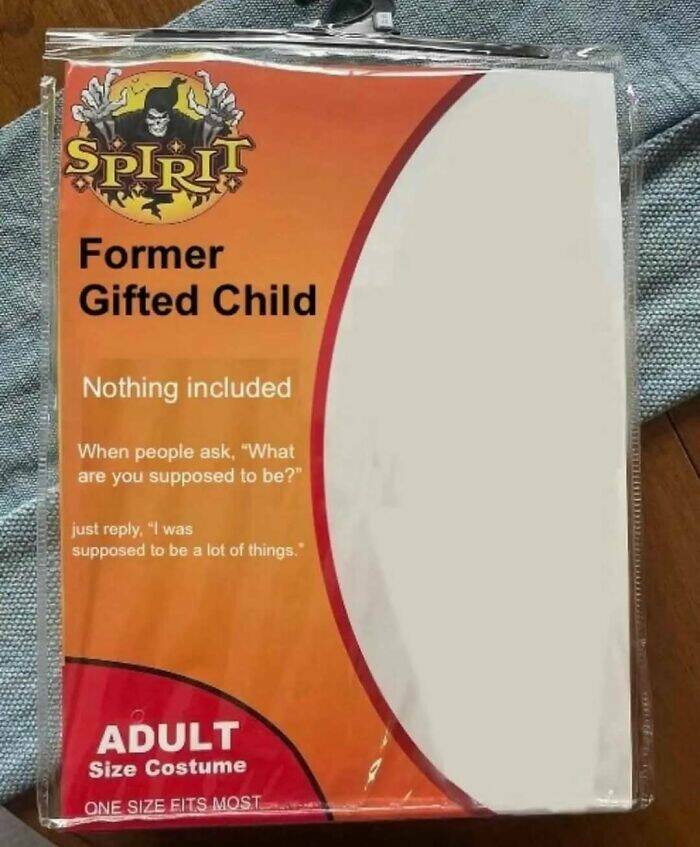 SPIRIT
Former
Gifted Child
Nothing included
When people ask, “What
are you supposed to be?”
just reply, “I was
supposed to be a lot of things.”
ADULT
Size Costume
ONE SIZE FITS MOST